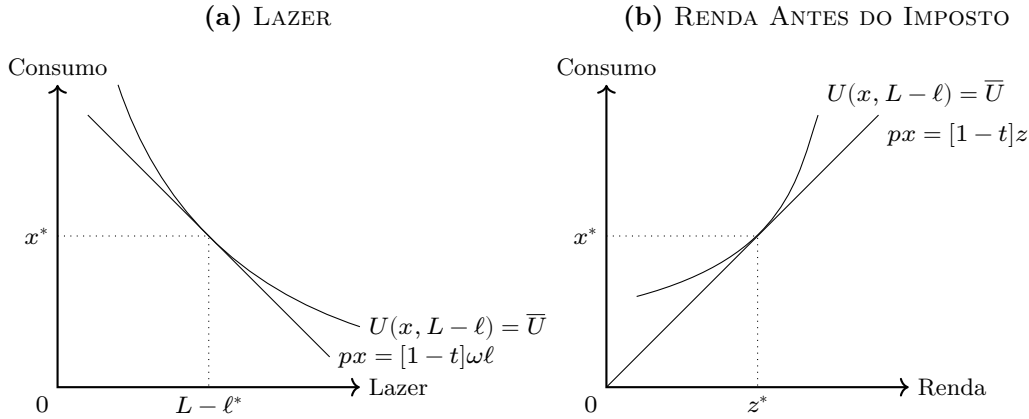 (a) LAZER
Consumo
x*
0
L − ℓ*
Lazer
U(x, L − ℓ) = U̅
px = [1 − t]ωℓ
(b) RENDA ANTES DO IMPOSTO
Consumo
U(x, L − ℓ) = U̅
px = [1 − t]z
x*
0
z*
Renda